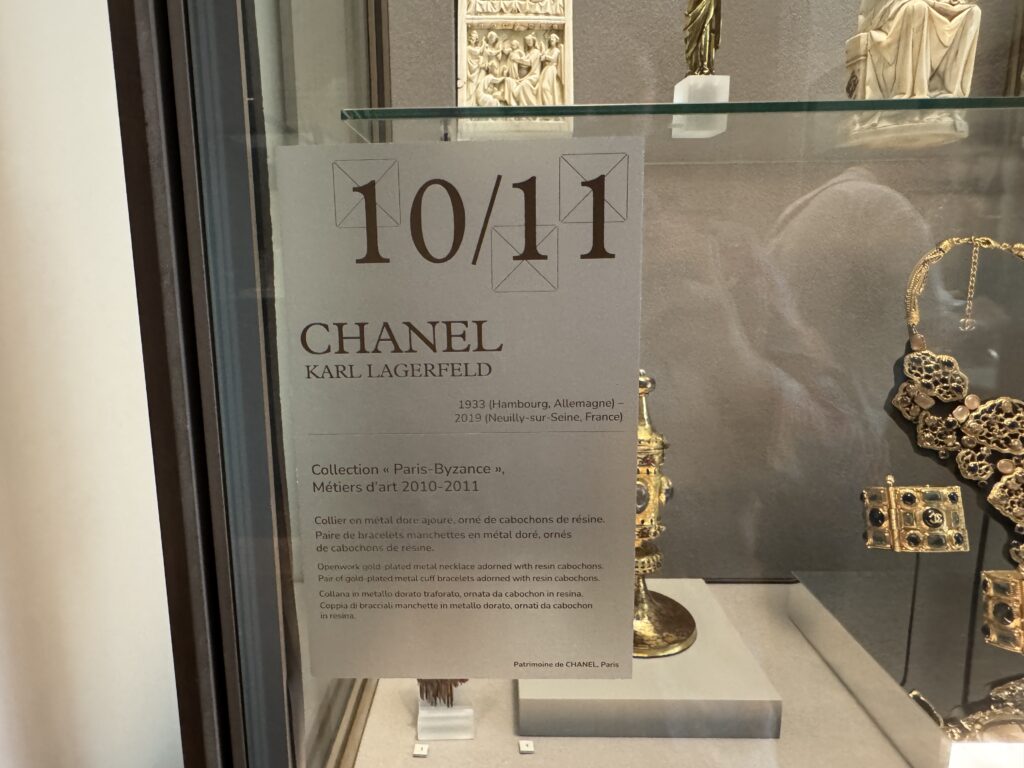 10/11
CHANEL
KARL LAGERFELD
1933 (Hambourg, Allemagne) –
2019 (Neuilly-sur-Seine, France)
Collection « Paris-Byzance »,
Métiers d'art 2010-2011
Collier en métal doré ajouré, orné de cabochons de résine.
Paire de bracelets manchettes en métal doré, ornés
de cabochons de résine.
Openwork gold-plated metal necklace adorned with resin cabochons.
Pair of gold-plated metal cuff bracelets adorned with resin cabochons.
Collana in metallo dorato traforato, ornata da cabochon in resina.
Coppia di bracciali manchette in metallo dorato, ornati da cabochon
in resina.
Patrimoine de CHANEL, Paris